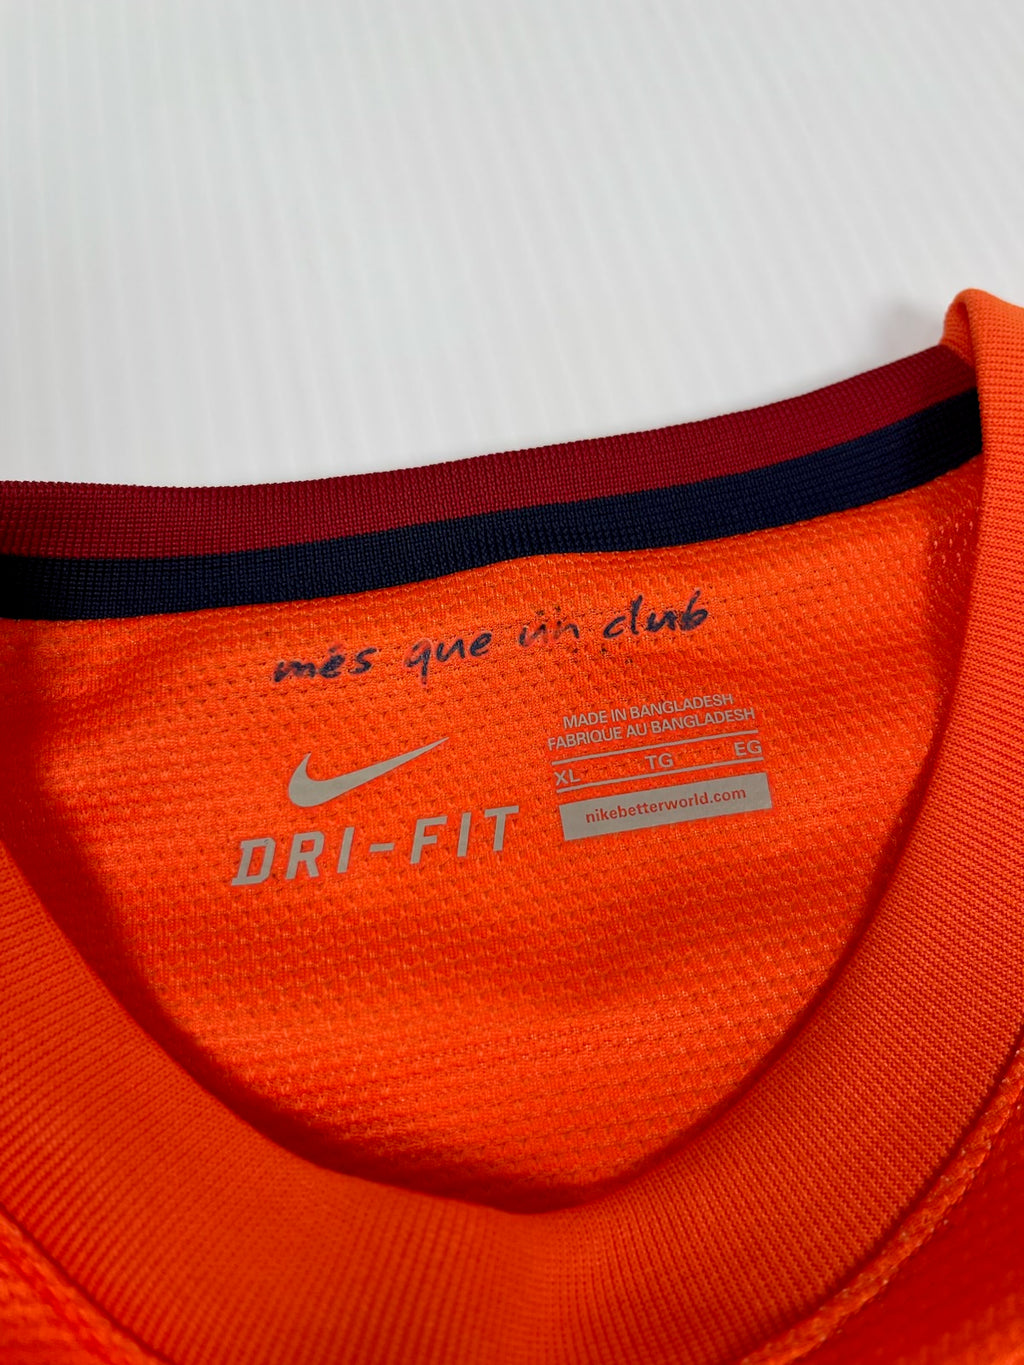 més que un club
MADE IN BANGLADESH
FABRIQUE AU BANGLADESH
XL TG EG
nikebetterworld.com
DRI-FIT